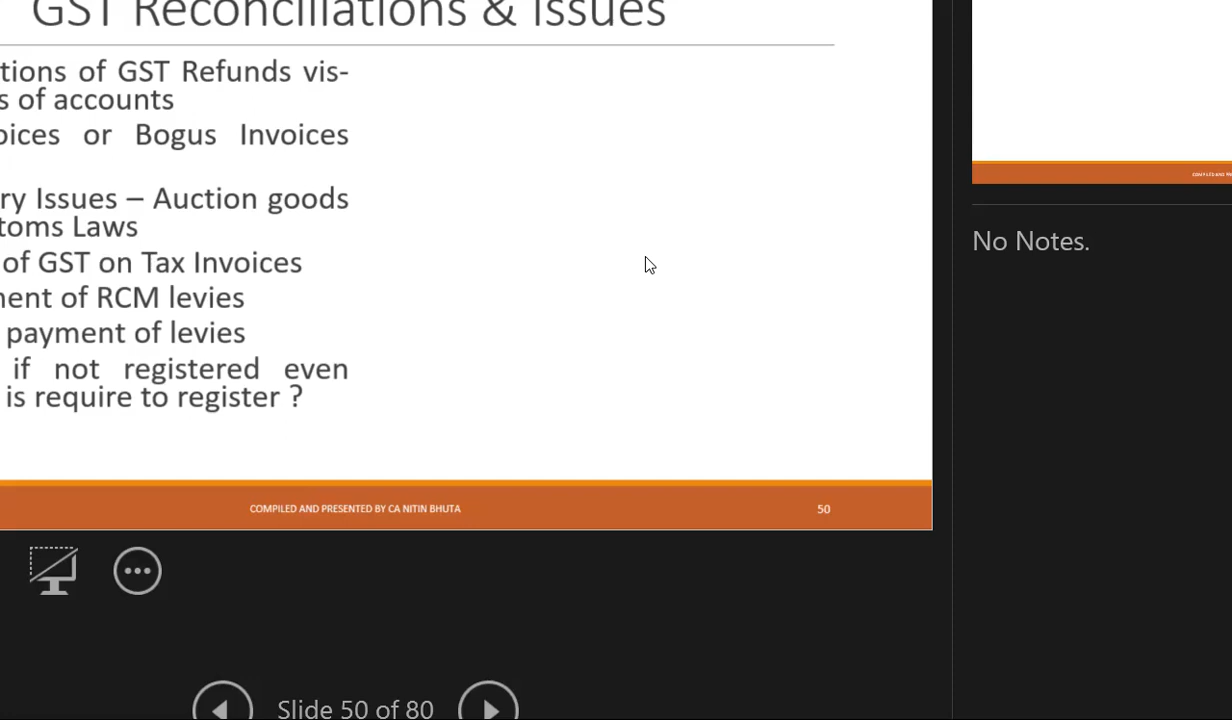 GST Reconciliations & Issues
tions of GST Refunds vis-
s of accounts
oices or Bogus Invoices
ry Issues – Auction goods
toms Laws
of GST on Tax Invoices
ment of RCM levies
payment of levies
if not registered even
is require to register ?
COMPILED AND PRESENTED BY CA NITIN BHUTA
50
No Notes.
Slide 50 of 80